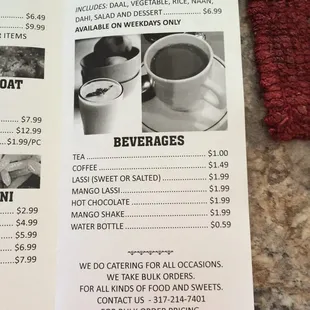 $6.49
$9.99
R ITEMS
OAT
$7.99
$12.99
$1.99/PC
NI
$2.99
$4.99
$5.99
$6.99
$7.99
INCLUDES: DAAL, VEGETABLE, RICE, NAAN,
DAHI, SALAD AND DESSERT $6.99
AVAILABLE ON WEEKDAYS ONLY
BEVERAGES
TEA $1.00
COFFEE $1.49
LASSI (SWEET OR SALTED) $1.99
MANGO LASSI $1.99
HOT CHOCOLATE $1.99
MANGO SHAKE $1.99
WATER BOTTLE $0.59
WE DO CATERING FOR ALL OCCASIONS.
WE TAKE BULK ORDERS.
FOR ALL KINDS OF FOOD AND SWEETS.
CONTACT US - 317-214-7401
FOR BULK ORDER PRICING